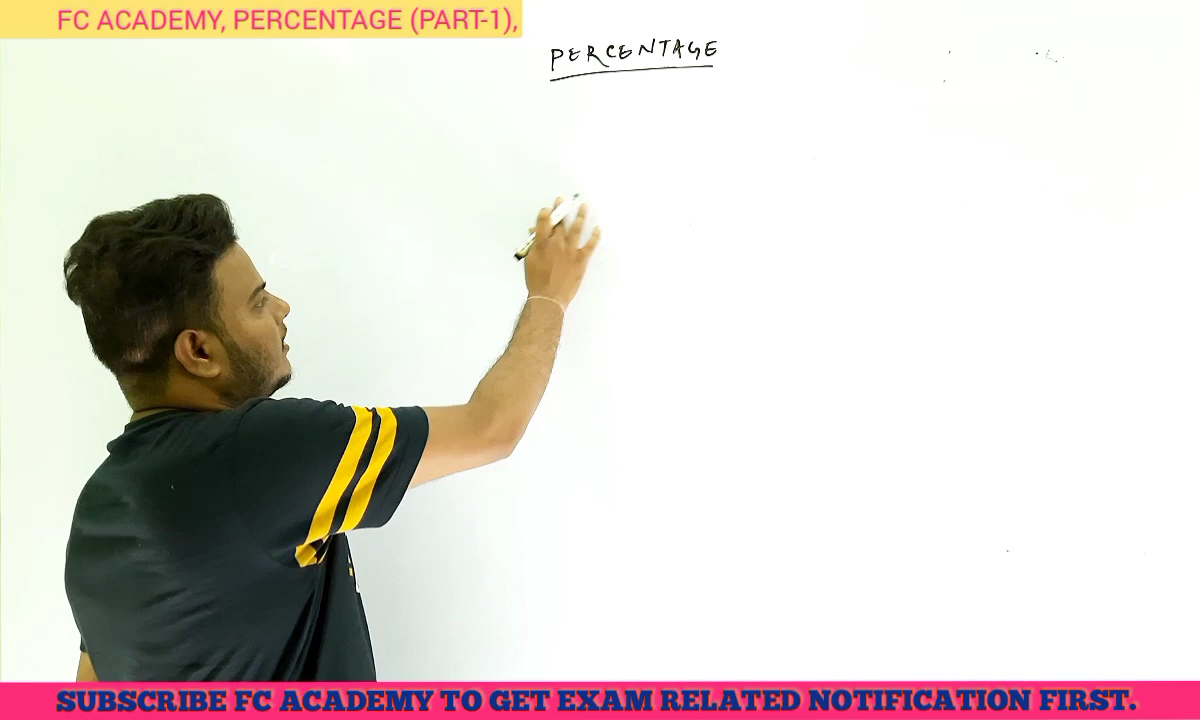 FC ACADEMY, PERCENTAGE (PART-1),
PERCENTAGE
SUBSCRIBE FC ACADEMY TO GET EXAM RELATED NOTIFICATION FIRST.